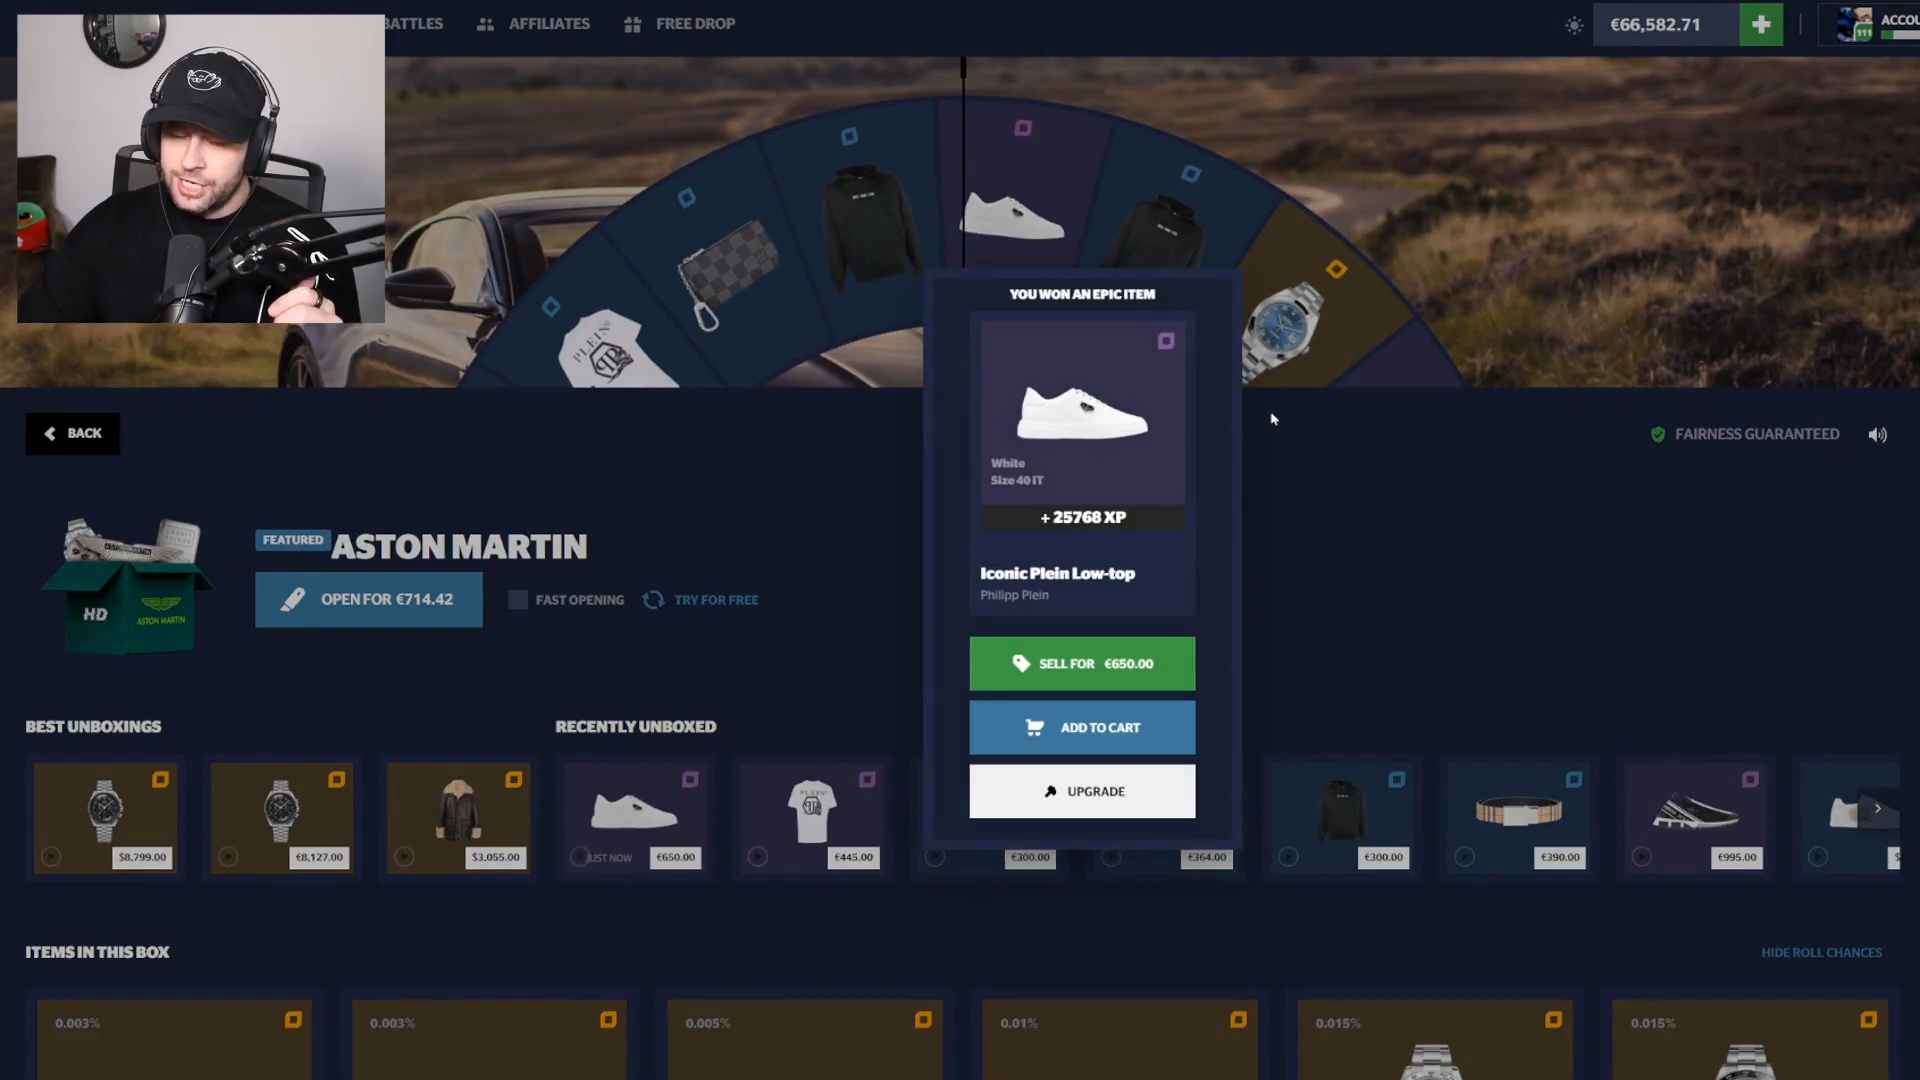 BATTLES
AFFILIATES
FREE DROP
€66,582.71
111
ACCOU
PLEIN
YOU WON AN EPIC ITEM
White
Size 40 IT
+ 25768 XP
Iconic Plein Low-top
Philipp Plein
SELL FOR €650.00
ADD TO CART
UPGRADE
BACK
FAIRNESS GUARANTEED
HD
ASTON MARTIN
FEATURED
ASTON MARTIN
OPEN FOR €714.42
FAST OPENING
TRY FOR FREE
BEST UNBOXINGS
RECENTLY UNBOXED
$8,799.00
€8,127.00
$3,055.00
JUST NOW
€650.00
PLEIN
€445.00
€300.00
€364.00
€300.00
€390.00
€995.00
ITEMS IN THIS BOX
HIDE ROLL CHANCES
0.003%
0.003%
0.005%
0.01%
0.015%
0.015%